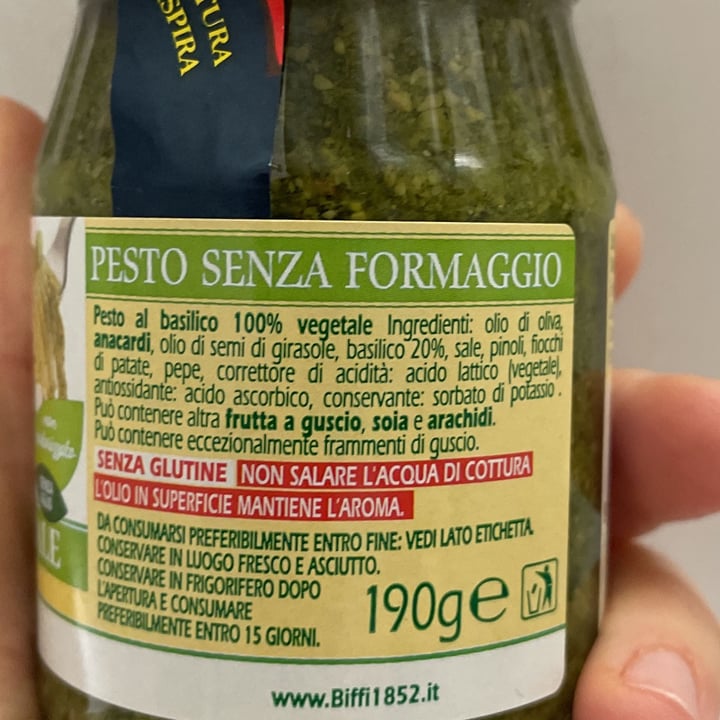 TURA
SPIRA
PESTO SENZA FORMAGGIO
Pesto al basilico 100% vegetale Ingredienti: olio di oliva,
anacardi, olio di semi di girasole, basilico 20%, sale, pinoli, fiocchi
di patate, pepe, correttore di acidità: acido lattico (vegetale),
antiossidante: acido ascorbico, conservante: sorbato di potassio.
Può contenere altra frutta a guscio, soia e arachidi.
Può contenere eccezionalmente frammenti di guscio.
SENZA GLUTINE NON SALARE L'ACQUA DI COTTURA
L'OLIO IN SUPERFICIE MANTIENE L'AROMA.
DA CONSUMARSI PREFERIBILMENTE ENTRO FINE: VEDI LATO ETICHETTA.
CONSERVARE IN LUOGO FRESCO E ASCIUTTO.
CONSERVARE IN FRIGORIFERO DOPO
L'APERTURA E CONSUMARE
PREFERIBILMENTE ENTRO 15 GIORNI.
190g e
LE
www.Biffi1852.it